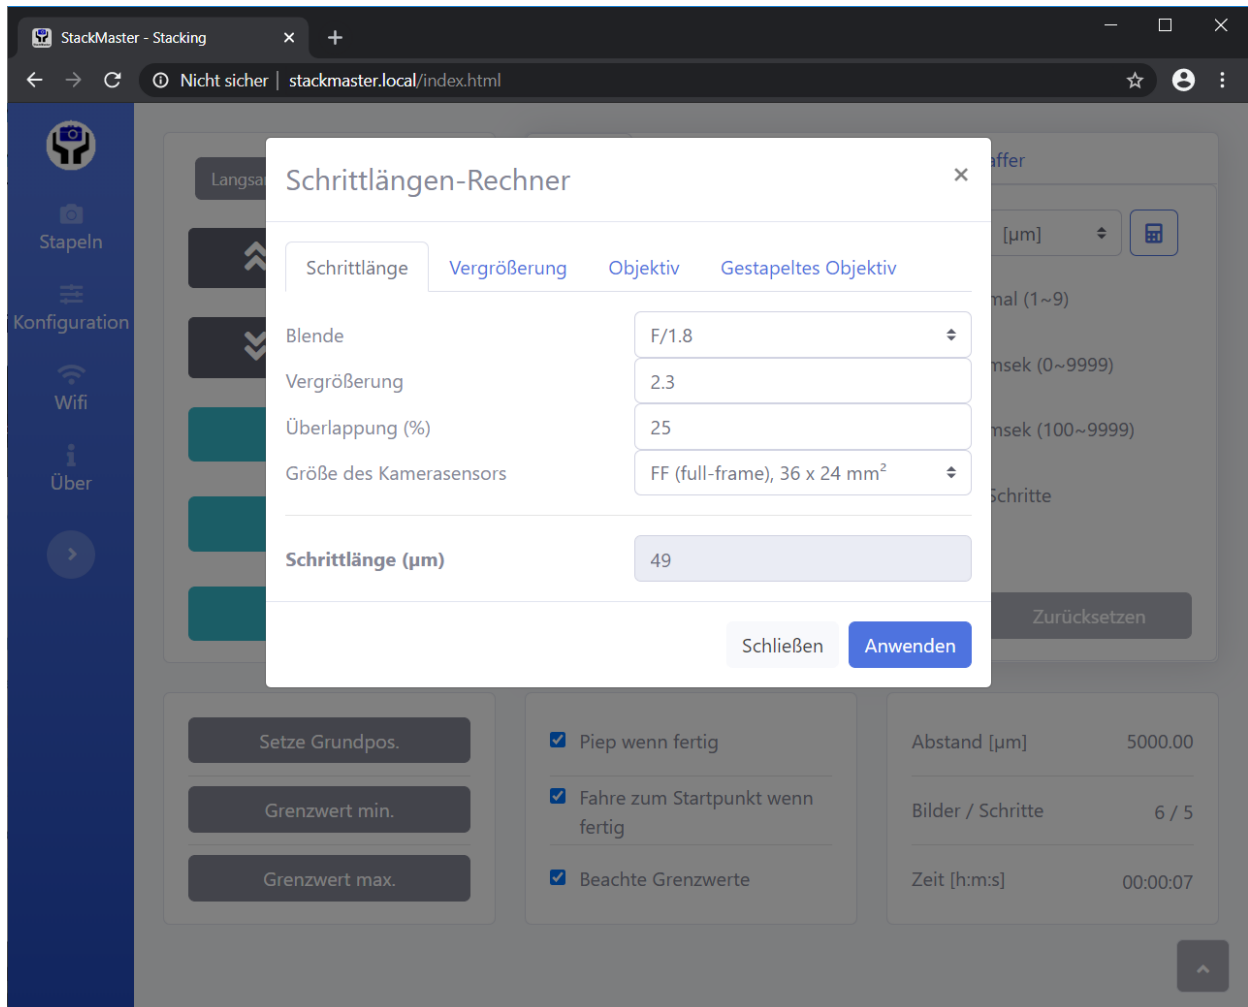 StackMaster - Stacking
Nicht sicher | stackmaster.local/index.html
Stapeln
Konfiguration
Wifi
Über
Schrittlängen-Rechner
Schrittlänge Vergrößerung Objektiv Gestapeltes Objektiv
Blende F/1.8
Vergrößerung 2.3
Überlappung (%) 25
Größe des Kamerasensors FF (full-frame), 36 x 24 mm²
Schrittlänge (µm) 49
Schließen Anwenden
[µm]
(1~9)
(0~9999)
(100~9999)
Zurücksetzen
Setze Grundpos.
Grenzwert min.
Grenzwert max.
Piep wenn fertig
Fahre zum Startpunkt wenn
fertig
Beachte Grenzwerte
Abstand [µm] 5000.00
Bilder / Schritte 6 / 5
Zeit [h:m:s] 00:00:07